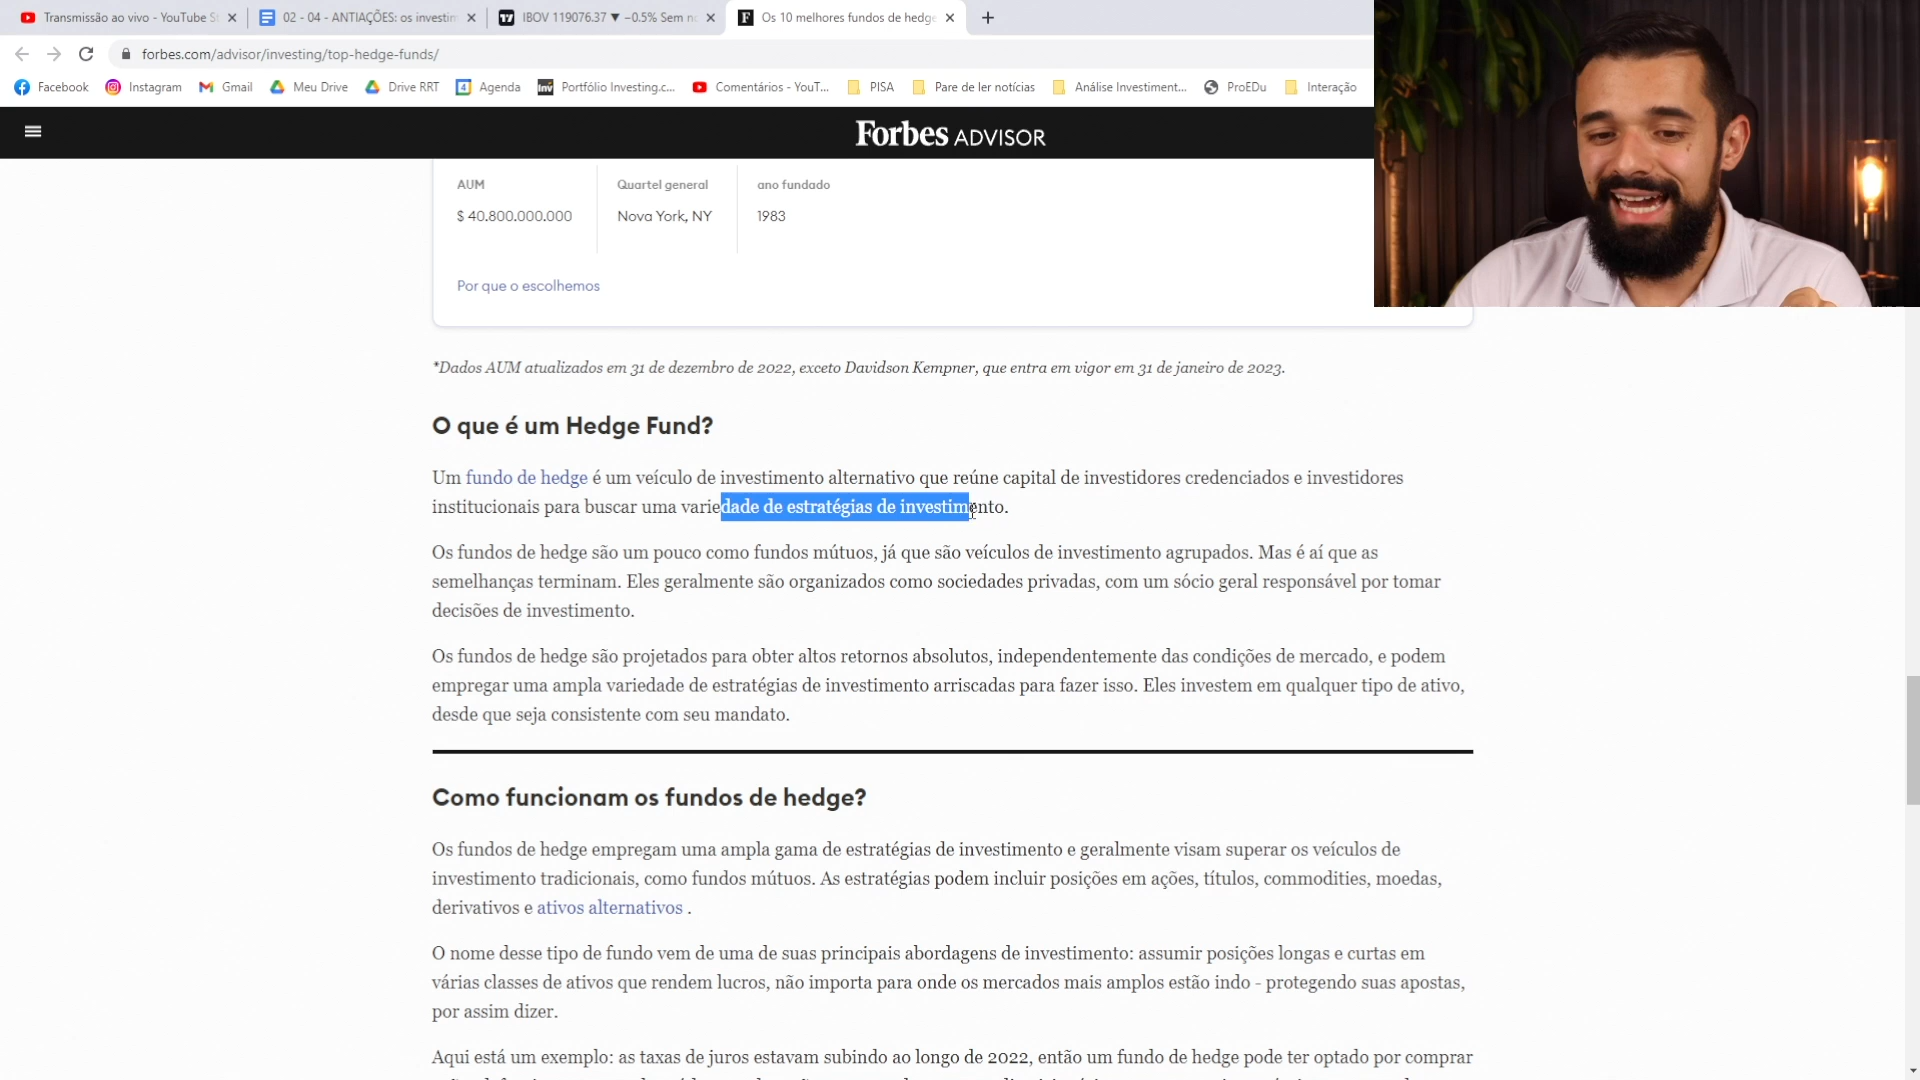 Transmissão ao vivo - YouTube S
02 - 04 - ANTIAÇÕES: os investim
IBOV 119076.37 ▼ −0.5% Sem no
Os 10 melhores fundos de hedge
forbes.com/advisor/investing/top-hedge-funds/
Facebook
Instagram
Gmail
Meu Drive
Drive RRT
Agenda
Portfólio Investing.c...
Comentários - YouT...
PISA
Pare de ler notícias
Análise Investiment...
ProEDu
Interação
Forbes ADVISOR
AUM
Quartel general
ano fundado
$ 40.800.000.000
Nova York, NY
1983
Por que o escolhemos
*Dados AUM atualizados em 31 de dezembro de 2022, exceto Davidson Kempner, que entra em vigor em 31 de janeiro de 2023.
O que é um Hedge Fund?
Um fundo de hedge é um veículo de investimento alternativo que reúne capital de investidores credenciados e investidores
institucionais para buscar uma variedade de estratégias de investimento.
Os fundos de hedge são um pouco como fundos mútuos, já que são veículos de investimento agrupados. Mas é aí que as
semelhanças terminam. Eles geralmente são organizados como sociedades privadas, com um sócio geral responsável por tomar
decisões de investimento.
Os fundos de hedge são projetados para obter altos retornos absolutos, independentemente das condições de mercado, e podem
empregar uma ampla variedade de estratégias de investimento arriscadas para fazer isso. Eles investem em qualquer tipo de ativo,
desde que seja consistente com seu mandato.
Como funcionam os fundos de hedge?
Os fundos de hedge empregam uma ampla gama de estratégias de investimento e geralmente visam superar os veículos de
investimento tradicionais, como fundos mútuos. As estratégias podem incluir posições em ações, títulos, commodities, moedas,
derivativos e ativos alternativos .
O nome desse tipo de fundo vem de uma de suas principais abordagens de investimento: assumir posições longas e curtas em
várias classes de ativos que rendem lucros, não importa para onde os mercados mais amplos estão indo - protegendo suas apostas,
por assim dizer.
Aqui está um exemplo: as taxas de juros estavam subindo ao longo de 2022, então um fundo de hedge pode ter optado por comprar